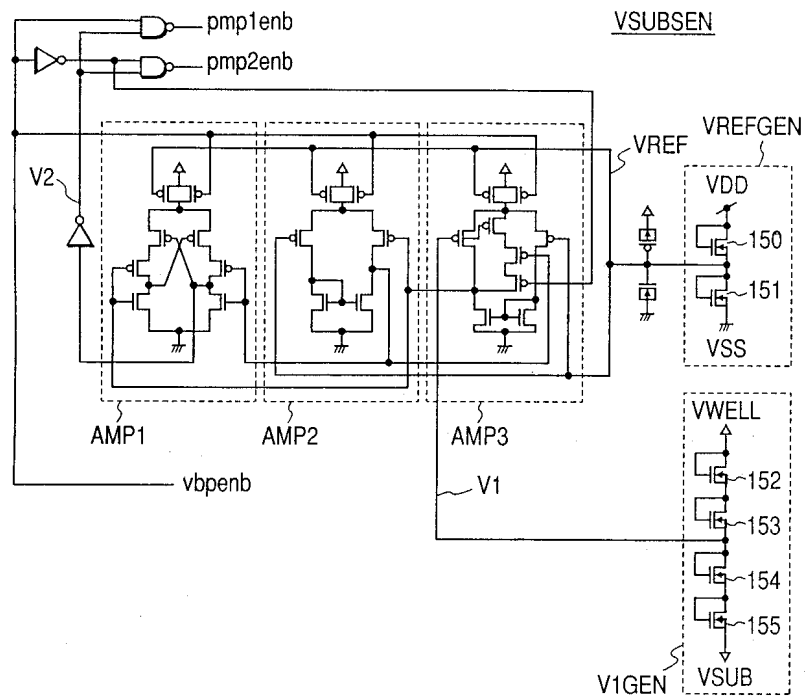 pmp1enb
VSUBSEN
pmp2enb
VREFGEN
VREF
V2
VDD
150
151
VSS
AMP1
AMP2
AMP3
VWELL
vbpenb
V1
152
153
154
155
V1GEN
VSUB